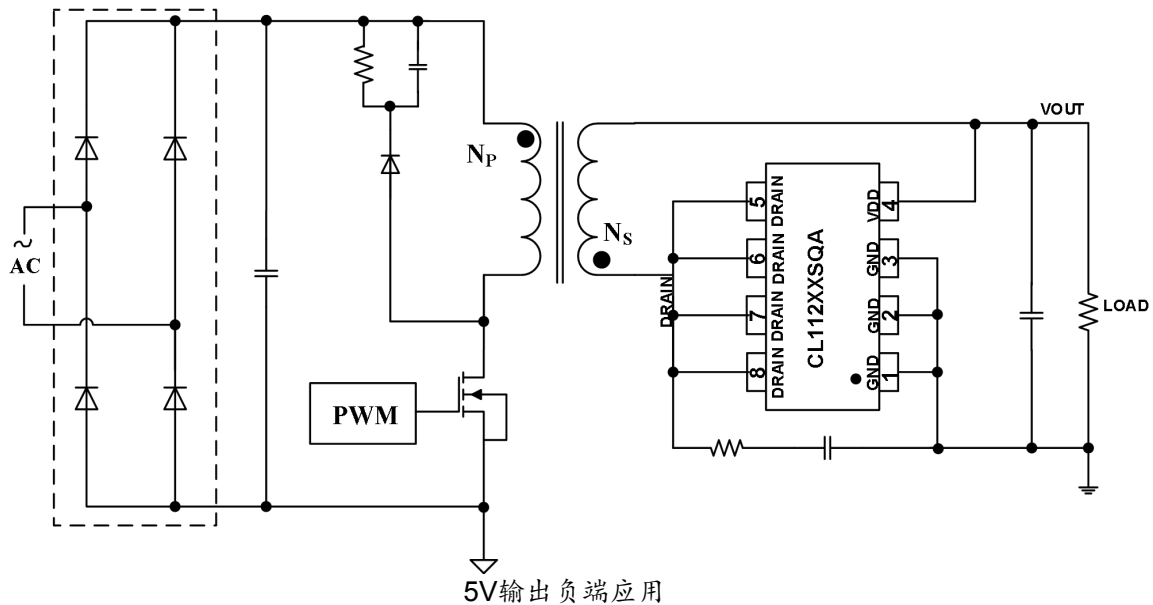 VOUT
N_P
N_S
~
AC
PWM
DRAIN
5 DRAIN
6 DRAIN
7 DRAIN
8 DRAIN
CL112XXSQA
VDD 4
GND 3
GND 2
GND 1
LOAD
5V输出负端应用